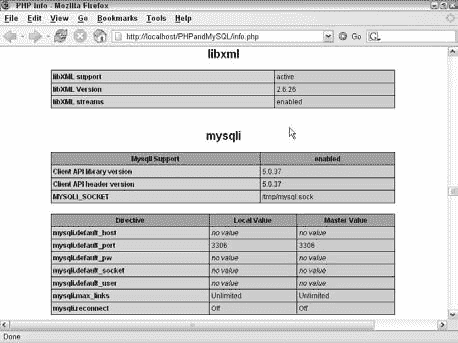 PHP info - Mozilla Firefox
File Edit View Go Bookmarks Tools Help
http://localhost/PHPandMySQL/info.php Go
libxml
libXML support active
libXML Version 2.6.26
libXML streams enabled
mysqli
MysqlI Support enabled
Client API library version 5.0.37
Client API header version 5.0.37
MYSQLI_SOCKET /tmp/mysql.sock
Directive Local Value Master Value
mysqli.default_host no value no value
mysqli.default_port 3306 3306
mysqli.default_pw no value no value
mysqli.default_socket no value no value
mysqli.default_user no value no value
mysqli.max_links Unlimited Unlimited
mysqli.reconnect Off Off
Done